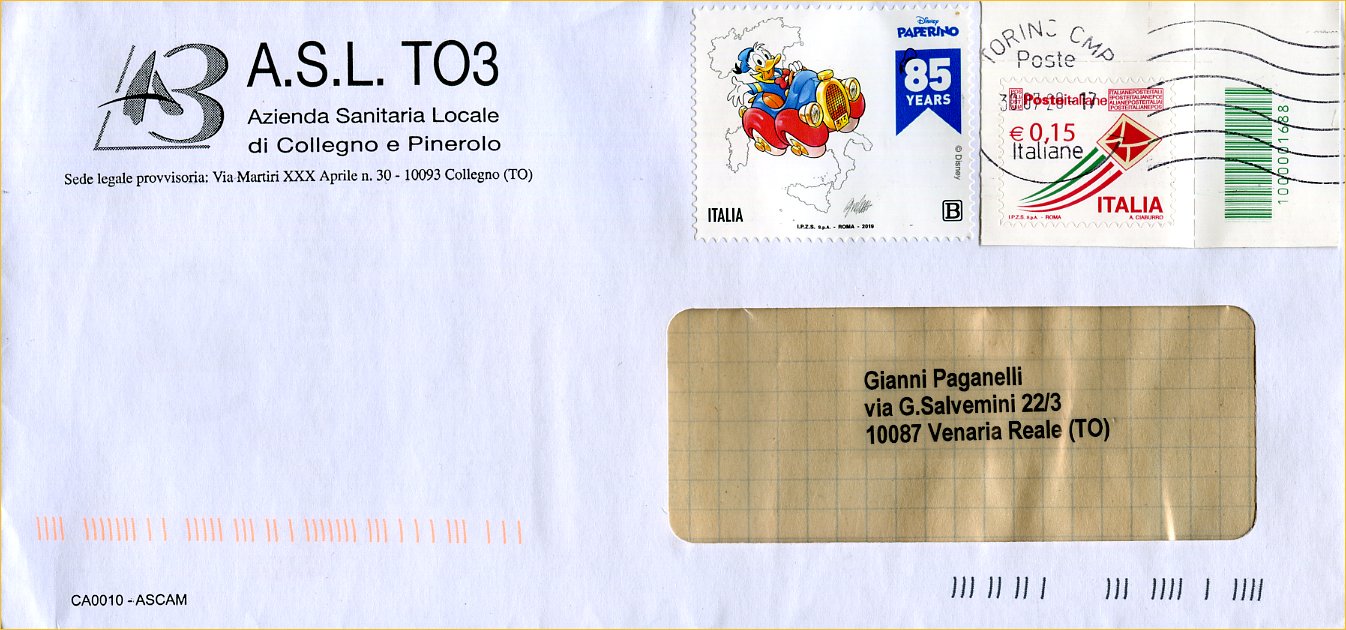 A3
A.S.L. TO3
Azienda Sanitaria Locale
di Collegno e Pinerolo
Sede legale provvisoria: Via Martiri XXX Aprile n. 30 - 10093 Collegno (TO)
Disney
PAPERINO
85
YEARS
© Disney
ITALIA
B
I.P.Z.S. S.p.A. - ROMA - 2019
TORINO CMP
Poste
Italiane
Posteitaliane
€ 0,15
ITALIA
I.P.Z.S. S.p.A. - ROMA
A. CIABURRO
1000001688
Gianni Paganelli
via G.Salvemini 22/3
10087 Venaria Reale (TO)
CA0010 - ASCAM